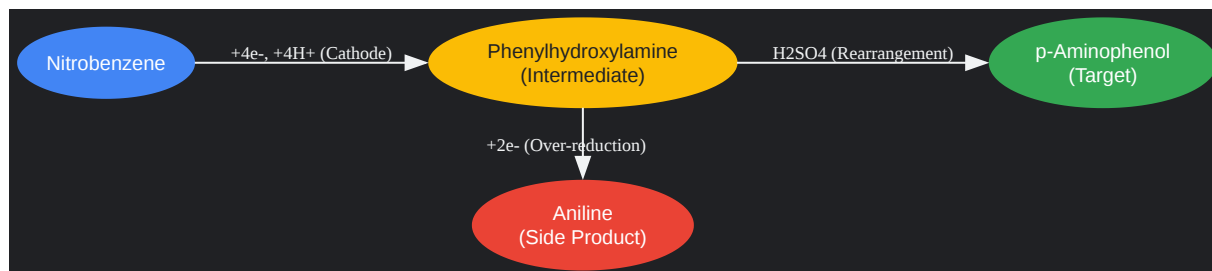 Nitrobenzene
+4e-, +4H+ (Cathode)
Phenylhydroxylamine
(Intermediate)
H2SO4 (Rearrangement)
p-Aminophenol
(Target)
+2e- (Over-reduction)
Aniline
(Side Product)